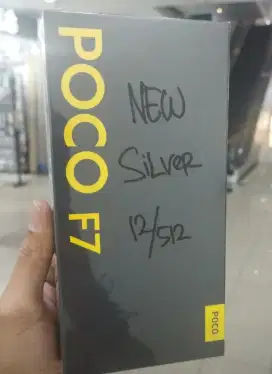 POCO F7
NEW
SilveR
12/512
POCO